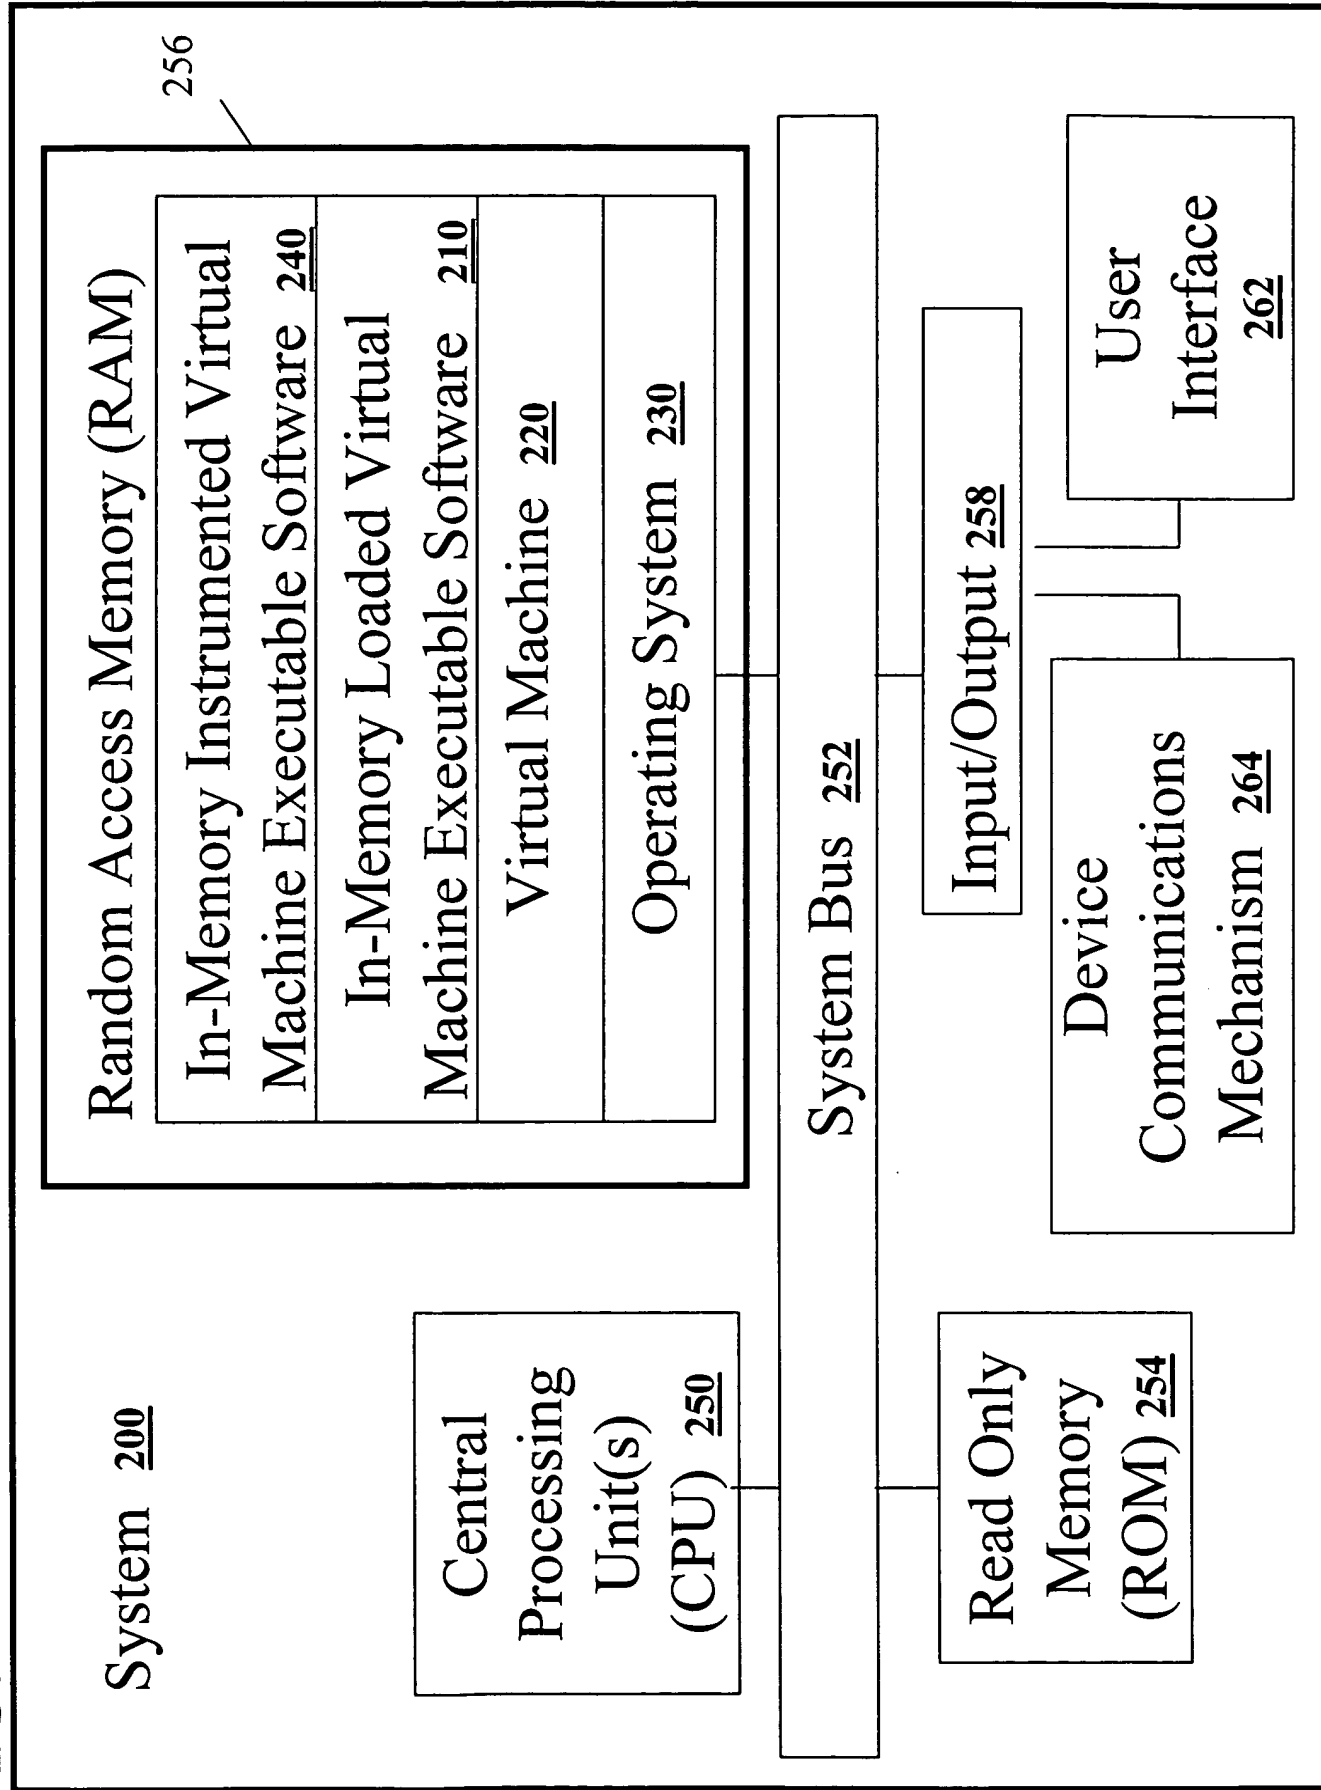 System 200
256
Random Access Memory (RAM)
In-Memory Instrumented Virtual
Machine Executable Software 240
In-Memory Loaded Virtual
Machine Executable Software 210
Virtual Machine 220
Operating System 230
Central
Processing
Unit(s)
(CPU) 250
System Bus 252
Read Only
Memory
(ROM) 254
Input/Output 258
Device
Communications
Mechanism 264
User
Interface
262